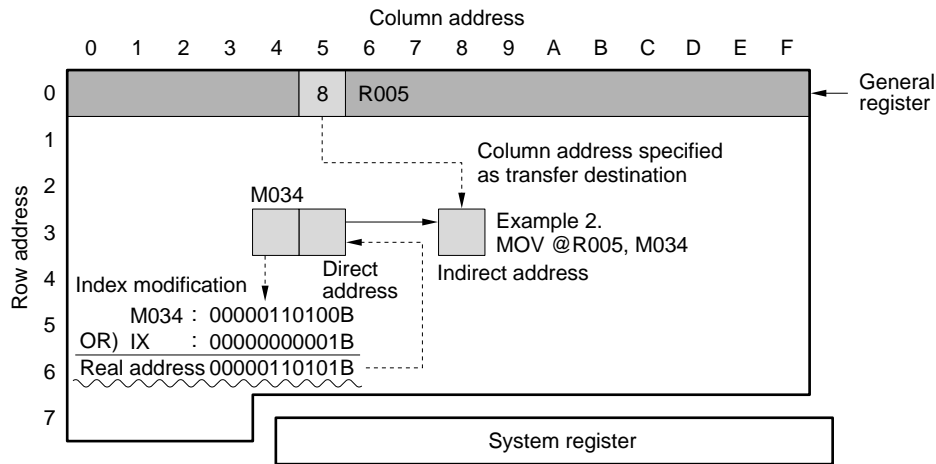 Column address
0 1 2 3 4 5 6 7 8 9 A B C D E F
Row address
0 8 R005
General
register
1
Column address specified
as transfer destination
2
M034
3
Example 2.
MOV @R005, M034
Direct
address
Indirect address
4
Index modification
M034 : 00000110100B
5
OR) IX : 00000000001B
Real address 00000110101B
6
7
System register